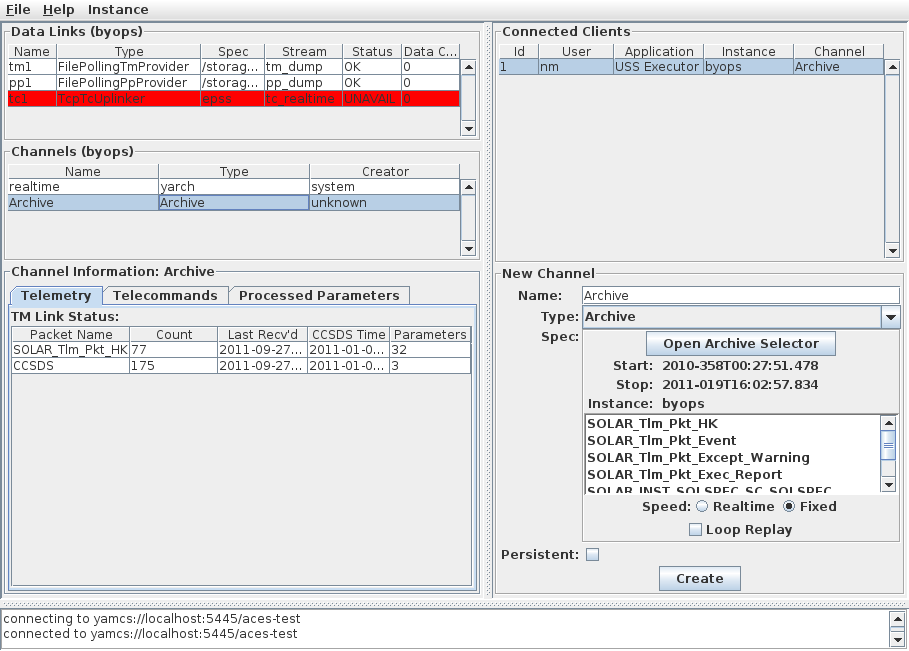 File Help Instance
Data Links (byops)
Name Type Spec Stream Status Data C...
tm1 FilePollingTmProvider /storag... tm_dump OK 0
pp1 FilePollingPpProvider /storag... pp_dump OK 0
tc1 TcpTcUplinker epss tc_realtime UNAVAIL 0
Channels (byops)
Name Type Creator
realtime yarch system
Archive Archive unknown
Channel Information: Archive
Telemetry Telecommands Processed Parameters
TM Link Status:
Packet Name Count Last Recv'd CCSDS Time Parameters
SOLAR_Tlm_Pkt_HK 77 2011-09-27... 2011-01-0... 32
CCSDS 175 2011-09-27... 2011-01-0... 3
Connected Clients
Id User Application Instance Channel
1 nm USS Executor byops Archive
New Channel
Name: Archive
Type: Archive
Spec:
Open Archive Selector
Start: 2010-358T00:27:51.478
Stop: 2011-019T16:02:57.834
Instance: byops
SOLAR_Tlm_Pkt_HK
SOLAR_Tlm_Pkt_Event
SOLAR_Tlm_Pkt_Except_Warning
SOLAR_Tlm_Pkt_Exec_Report
SOLAR_INST_SOLSPEC_SC_SOLSPEC
Speed: Realtime Fixed
Loop Replay
Persistent:
Create
connecting to yamcs://localhost:5445/aces-test
connected to yamcs://localhost:5445/aces-test